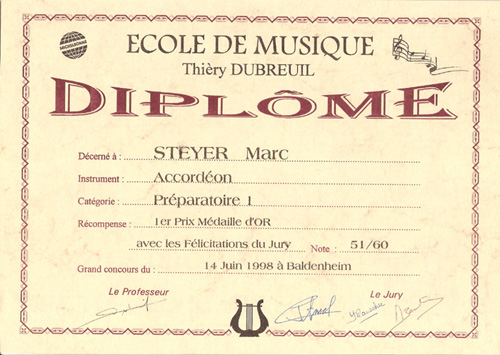 ECOLE DE MUSIQUE
Thièry DUBREUIL
DIPLÔME
Décerné à : STEYER Marc
Instrument : Accordéon
Catégorie : Préparatoire 1
Récompense : 1er Prix Médaille d'OR
avec les Félicitations du Jury Note : 51/60
Grand concours du : 14 Juin 1998 à Baldenheim
Le Professeur Le Jury